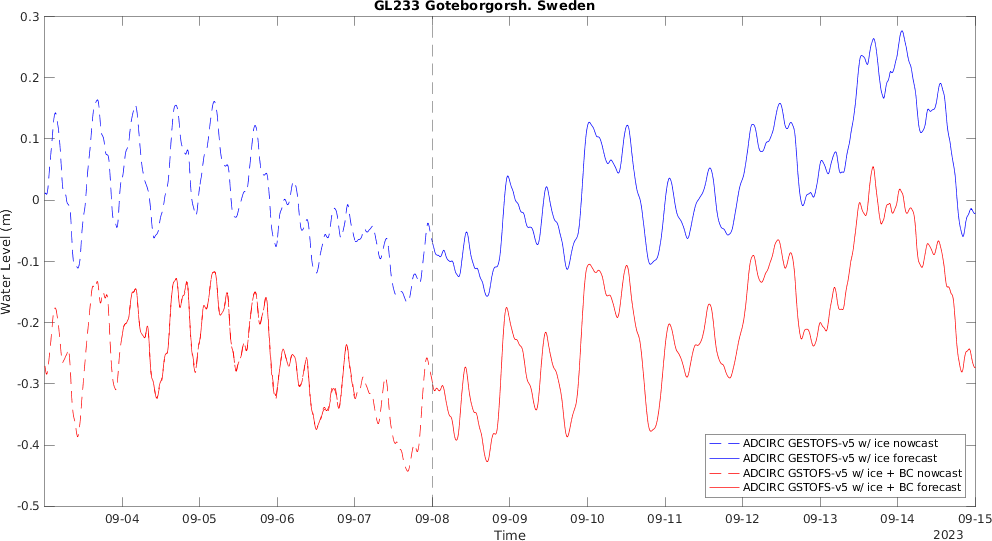 GL233 Goteborgorsh. Sweden
0.3
0.2
0.1
0
-0.1
-0.2
-0.3
-0.4
-0.5
Water Level (m)
ADCIRC GESTOFS-v5 w/ ice nowcast
ADCIRC GESTOFS-v5 w/ ice forecast
ADCIRC GSTOFS-v5 w/ ice + BC nowcast
ADCIRC GSTOFS-v5 w/ ice + BC forecast
09-04 09-05 09-06 09-07 09-08 09-09 09-10 09-11 09-12 09-13 09-14 09-15
Time
2023